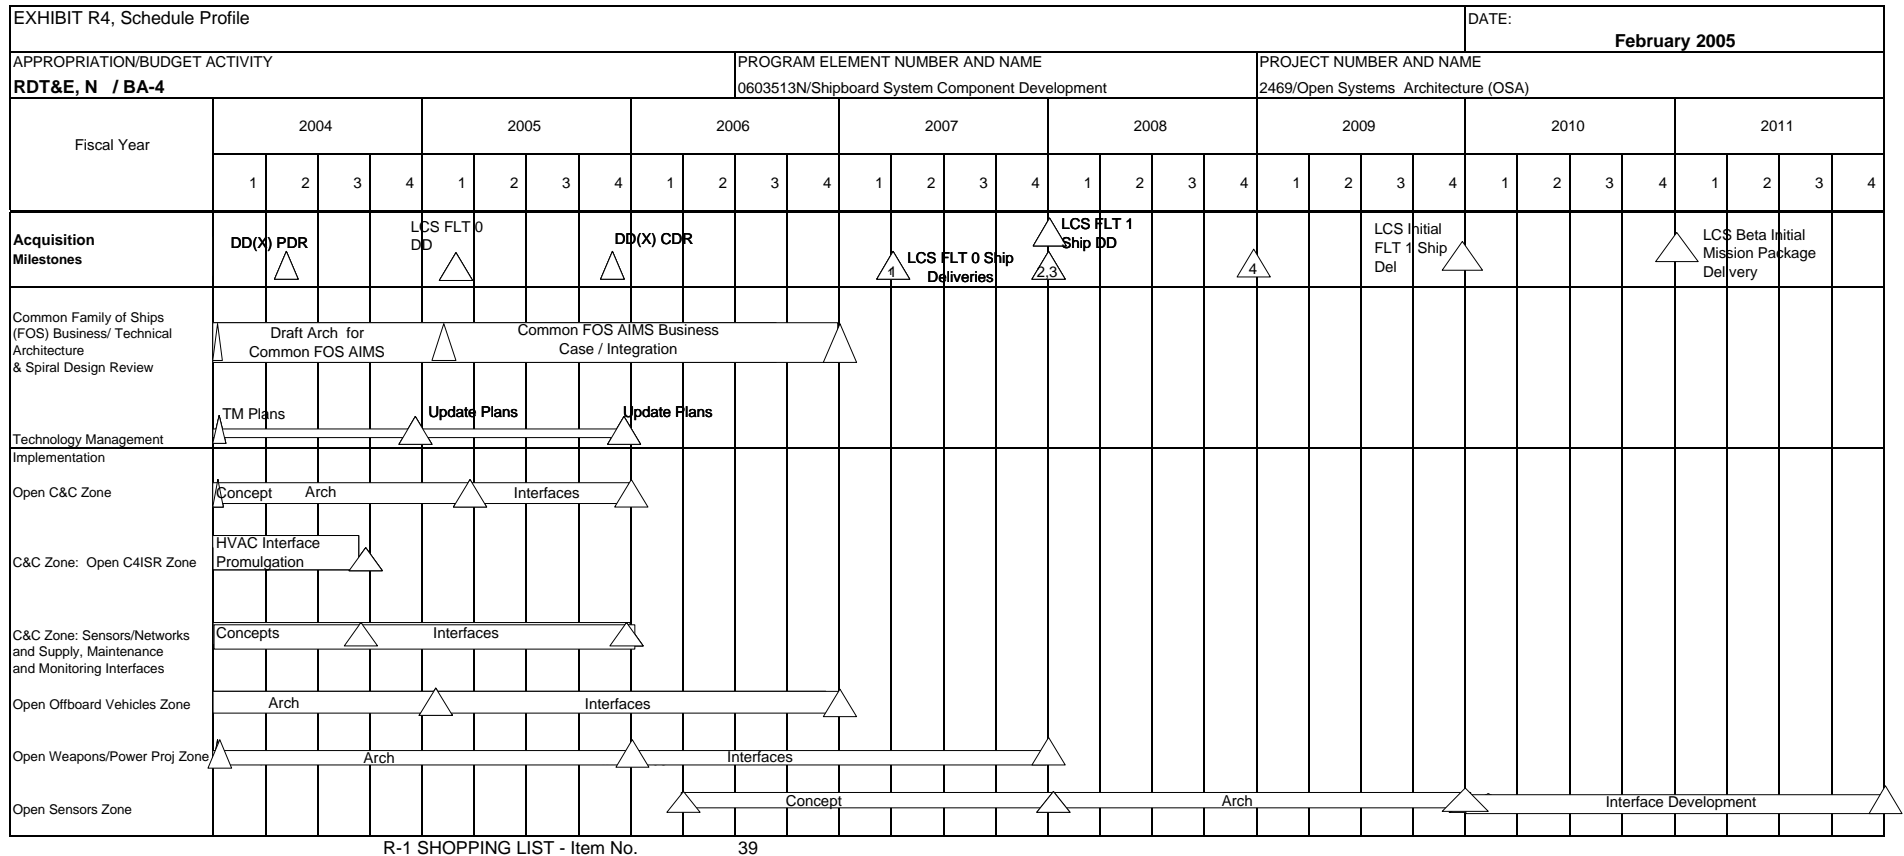 EXHIBIT R4, Schedule Profile
DATE:
February 2005
APPROPRIATION/BUDGET ACTIVITY
PROGRAM ELEMENT NUMBER AND NAME
PROJECT NUMBER AND NAME
RDT&E, N / BA-4
0603513N/Shipboard System Component Development
2469/Open Systems Architecture (OSA)
Fiscal Year
2004 2005 2006 2007 2008 2009 2010 2011
1 2 3 4 1 2 3 4 1 2 3 4 1 2 3 4 1 2 3 4 1 2 3 4 1 2 3 4 1 2 3 4
Acquisition
Milestones
DD(X) PDR
LCS FLT 0
DD
DD(X) CDR
1
LCS FLT 0 Ship
Deliveries
2,3
LCS FLT 1
Ship DD
4
LCS Initial
FLT 1 Ship
Del
LCS Beta Initial
Mission Package
Delivery
Common Family of Ships
(FOS) Business/ Technical
Architecture
& Spiral Design Review
Draft Arch for
Common FOS AIMS
Common FOS AIMS Business
Case / Integration
Technology Management
TM Plans
Update Plans
Update Plans
Implementation
Open C&C Zone
Concept Arch Interfaces
C&C Zone: Open C4ISR Zone
HVAC Interface
Promulgation
C&C Zone: Sensors/Networks
and Supply, Maintenance
and Monitoring Interfaces
Concepts Interfaces
Open Offboard Vehicles Zone
Arch Interfaces
Open Weapons/Power Proj Zone
Arch Interfaces
Open Sensors Zone
Concept Arch Interface Development
R-1 SHOPPING LIST - Item No. 39